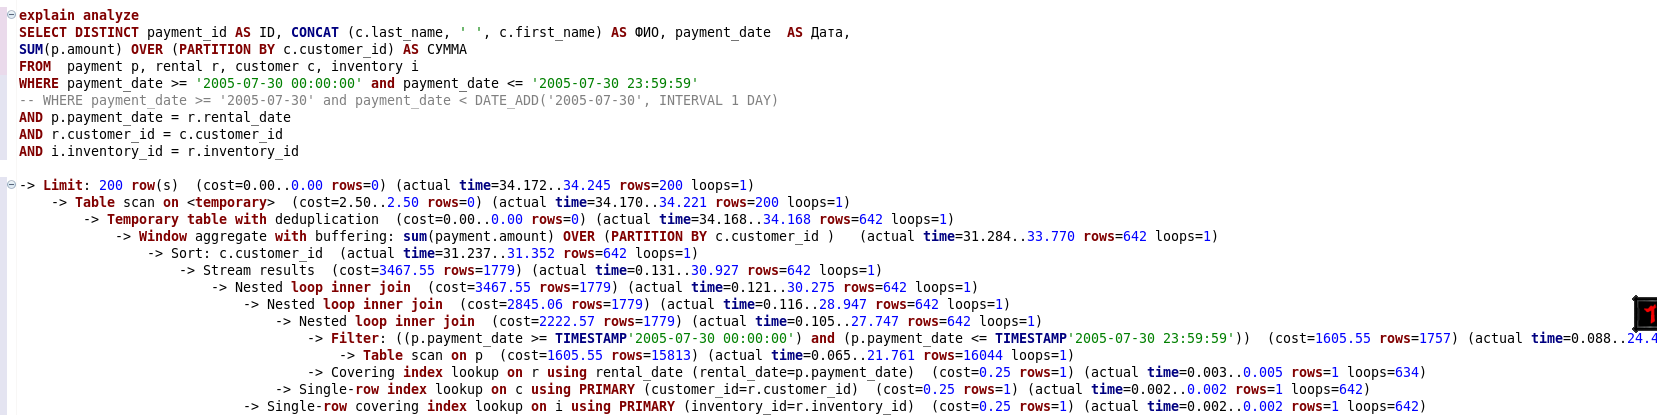 explain analyze
SELECT DISTINCT payment_id AS ID, CONCAT (c.last_name, ' ', c.first_name) AS ФИО, payment_date  AS Дата,
SUM(p.amount) OVER (PARTITION BY c.customer_id) AS СУММА
FROM  payment p, rental r, customer c, inventory i
WHERE payment_date >= '2005-07-30 00:00:00' and payment_date <= '2005-07-30 23:59:59'
-- WHERE payment_date >= '2005-07-30' and payment_date < DATE_ADD('2005-07-30', INTERVAL 1 DAY)
AND p.payment_date = r.rental_date
AND r.customer_id = c.customer_id
AND i.inventory_id = r.inventory_id
-> Limit: 200 row(s)  (cost=0.00..0.00 rows=0) (actual time=34.172..34.245 rows=200 loops=1)
-> Table scan on <temporary>  (cost=2.50..2.50 rows=0) (actual time=34.170..34.221 rows=200 loops=1)
-> Temporary table with deduplication  (cost=0.00..0.00 rows=0) (actual time=34.168..34.168 rows=642 loops=1)
-> Window aggregate with buffering: sum(payment.amount) OVER (PARTITION BY c.customer_id )   (actual time=31.284..33.770 rows=642 loops=1)
-> Sort: c.customer_id  (actual time=31.237..31.352 rows=642 loops=1)
-> Stream results  (cost=3467.55 rows=1779) (actual time=0.131..30.927 rows=642 loops=1)
-> Nested loop inner join  (cost=3467.55 rows=1779) (actual time=0.121..30.275 rows=642 loops=1)
-> Nested loop inner join  (cost=2845.06 rows=1779) (actual time=0.116..28.947 rows=642 loops=1)
-> Nested loop inner join  (cost=2222.57 rows=1779) (actual time=0.105..27.747 rows=642 loops=1)
-> Filter: ((p.payment_date >= TIMESTAMP'2005-07-30 00:00:00') and (p.payment_date <= TIMESTAMP'2005-07-30 23:59:59'))  (cost=1605.55 rows=1757) (actual time=0.088..24.4
-> Table scan on p  (cost=1605.55 rows=15813) (actual time=0.065..21.761 rows=16044 loops=1)
-> Covering index lookup on r using rental_date (rental_date=p.payment_date)  (cost=0.25 rows=1) (actual time=0.003..0.005 rows=1 loops=634)
-> Single-row index lookup on c using PRIMARY (customer_id=r.customer_id)  (cost=0.25 rows=1) (actual time=0.002..0.002 rows=1 loops=642)
-> Single-row covering index lookup on i using PRIMARY (inventory_id=r.inventory_id)  (cost=0.25 rows=1) (actual time=0.002..0.002 rows=1 loops=642)